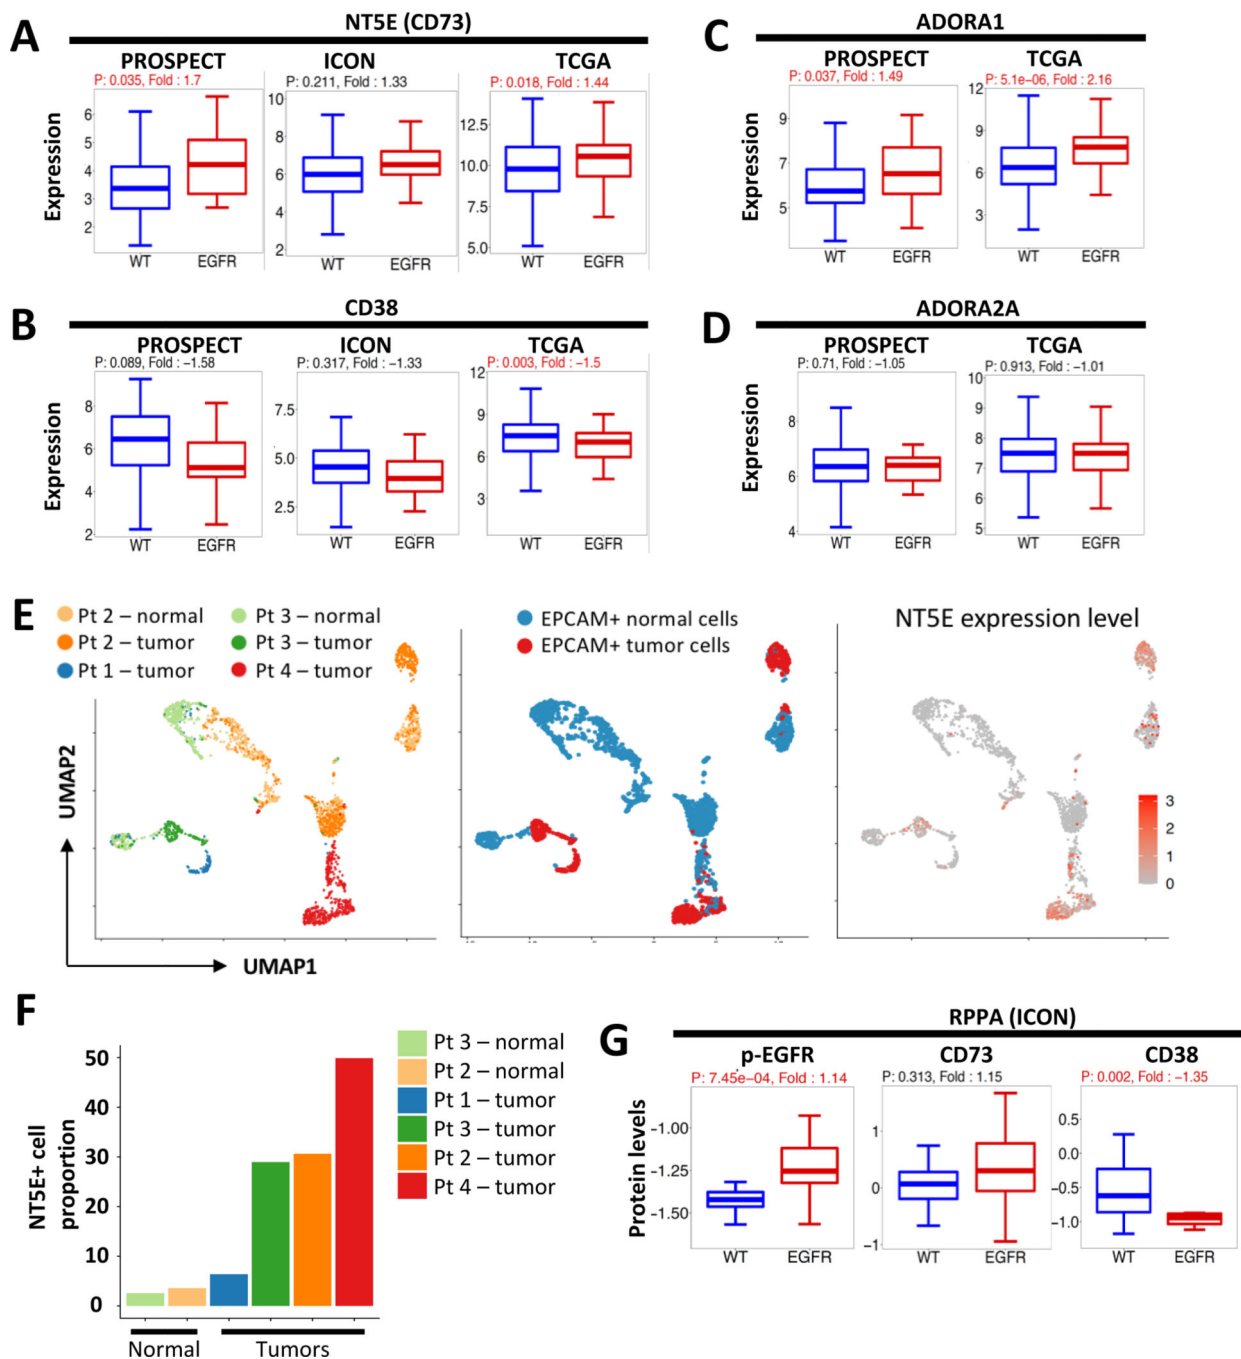 A
NT5E (CD73)
PROSPECT
ICON
TCGA
P: 0.035, Fold : 1.7
P: 0.211, Fold : 1.33
P: 0.018, Fold : 1.44
Expression
6
5
4
3
2
10
8
6
4
2
12.5
10.0
7.5
5.0
WT
EGFR
WT
EGFR
WT
EGFR
C
ADORA1
PROSPECT
TCGA
P: 0.037, Fold : 1.49
P: 5.1e−06, Fold : 2.16
Expression
9
7
5
12
9
6
3
WT
EGFR
WT
EGFR
B
CD38
PROSPECT
ICON
TCGA
P: 0.089, Fold : −1.58
P: 0.317, Fold : −1.33
P: 0.003, Fold : −1.5
Expression
8
6
4
2
7.5
5.0
2.5
12
9
6
3
WT
EGFR
WT
EGFR
WT
EGFR
D
ADORA2A
PROSPECT
TCGA
P: 0.71, Fold : −1.05
P: 0.913, Fold : −1.01
Expression
8
6
4
10
9
8
7
6
5
WT
EGFR
WT
EGFR
E
Pt 2 – normal
Pt 3 – normal
Pt 2 – tumor
Pt 3 – tumor
Pt 1 – tumor
Pt 4 – tumor
EPCAM+ normal cells
EPCAM+ tumor cells
NT5E expression level
3
2
1
0
UMAP2
UMAP1
F
NT5E+ cell
proportion
50
40
30
20
10
0
Normal
Tumors
Pt 3 – normal
Pt 2 – normal
Pt 1 – tumor
Pt 3 – tumor
Pt 2 – tumor
Pt 4 – tumor
G
RPPA (ICON)
p-EGFR
CD73
CD38
P: 7.45e−04, Fold : 1.14
P: 0.313, Fold : 1.15
P: 0.002, Fold : −1.35
Protein levels
−1.00
−1.25
−1.50
1
0
−1
0.5
0.0
−0.5
−1.0
WT
EGFR
WT
EGFR
WT
EGFR